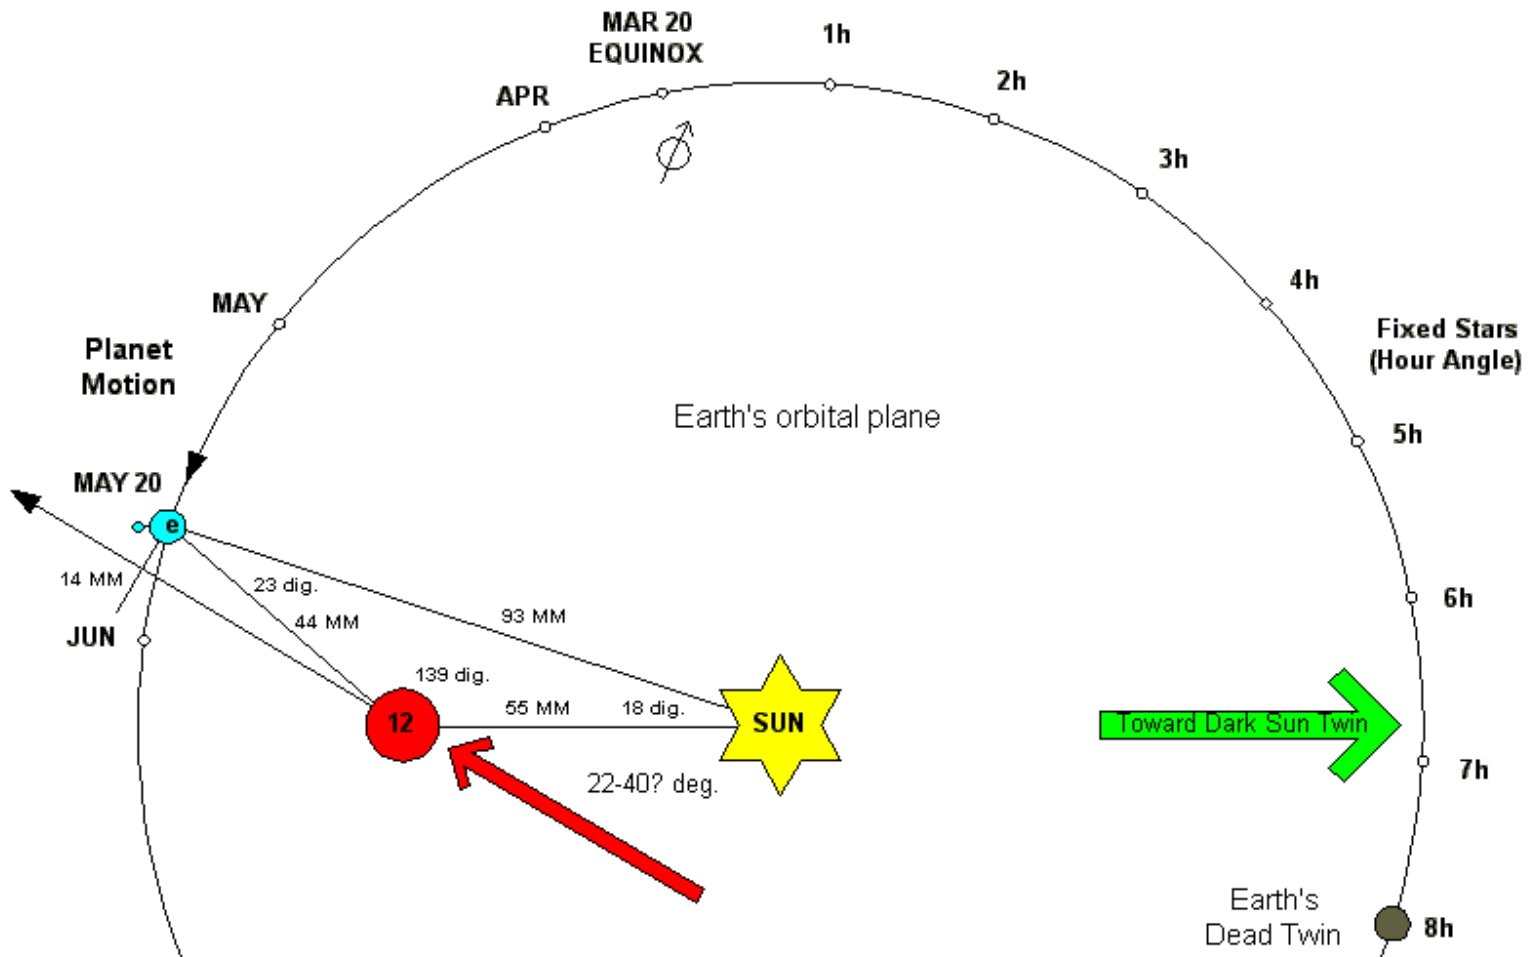 MAR 20
EQUINOX
1h
2h
APR
3h
4h
MAY
Fixed Stars
(Hour Angle)
Planet
Motion
Earth's orbital plane
5h
MAY 20
e
14 MM
23 dig.
44 MM
93 MM
6h
JUN
139 dig.
55 MM
18 dig.
12
SUN
Toward Dark Sun Twin
7h
22-40? deg.
Earth's
Dead Twin
8h